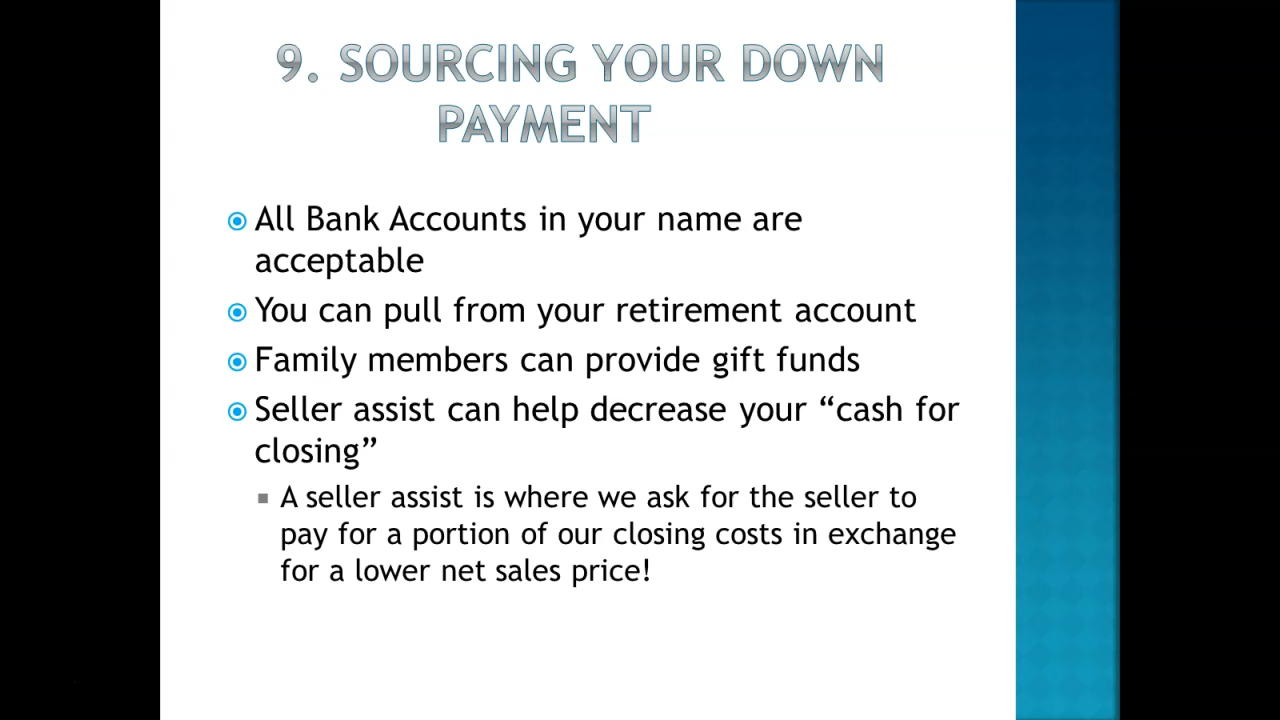 9. SOURCING YOUR DOWN
PAYMENT
All Bank Accounts in your name are
acceptable
You can pull from your retirement account
Family members can provide gift funds
Seller assist can help decrease your “cash for
closing”
A seller assist is where we ask for the seller to
pay for a portion of our closing costs in exchange
for a lower net sales price!